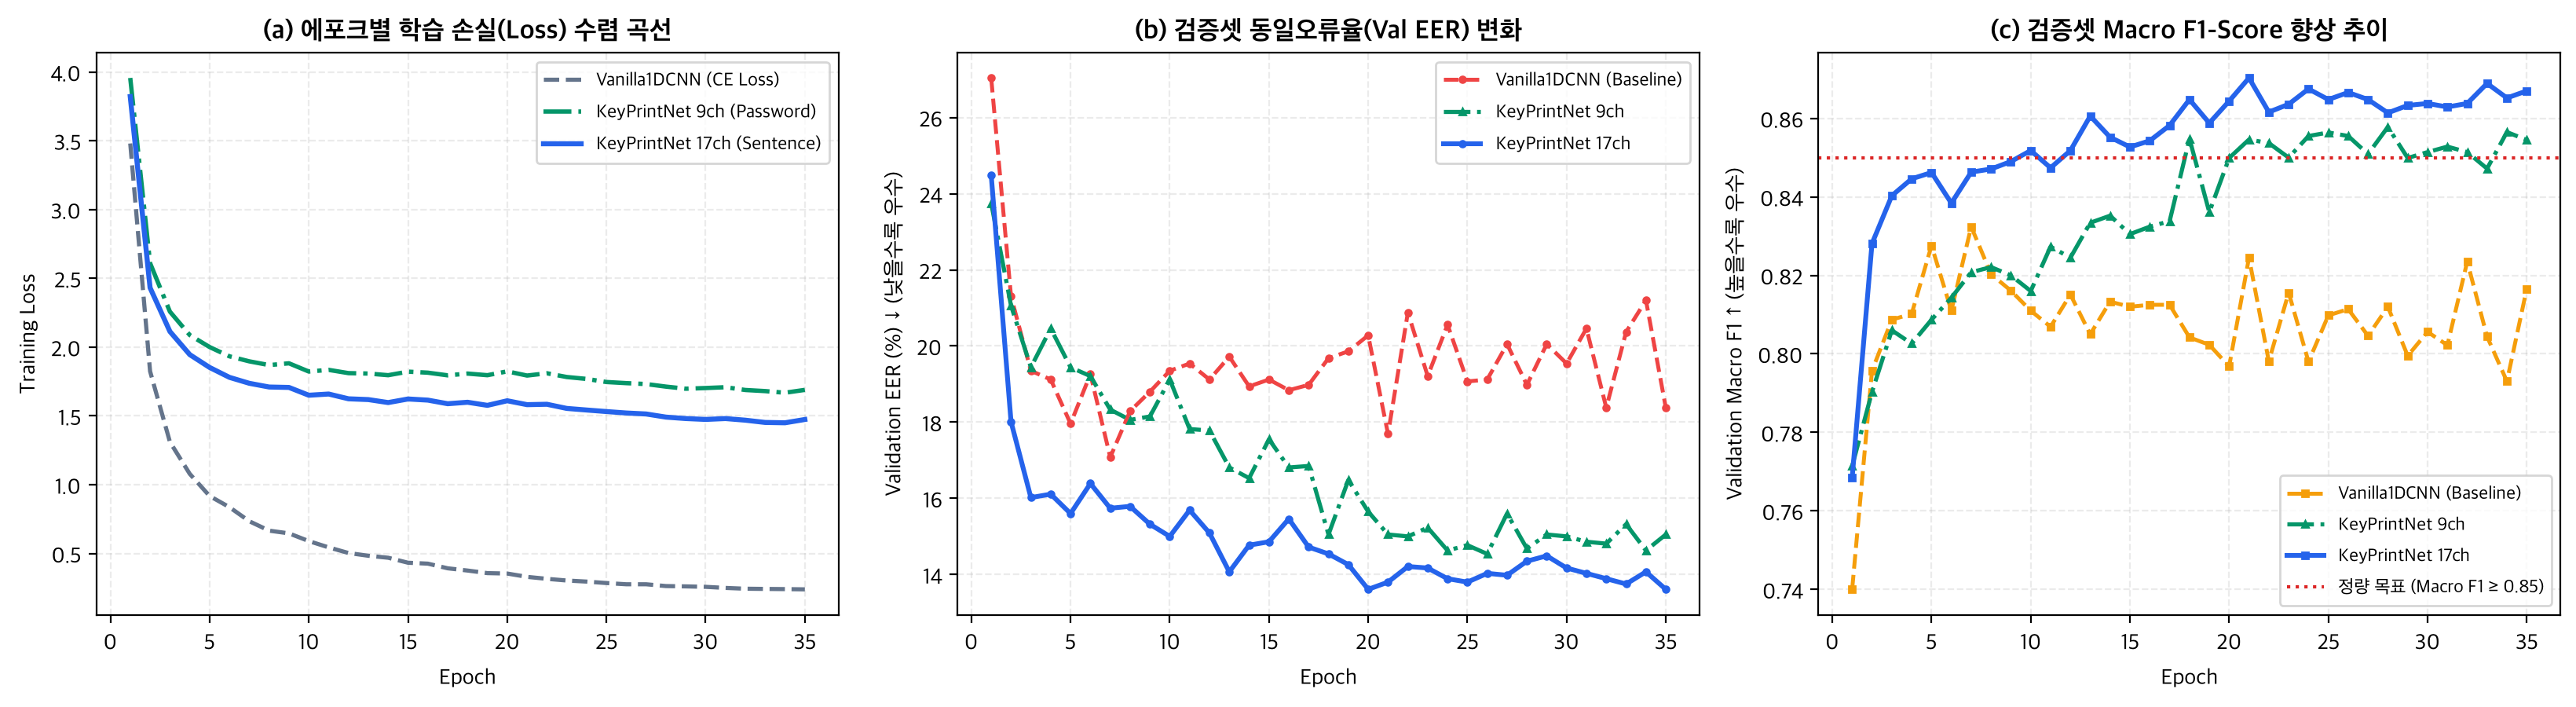 (a) 에포크별 학습 손실(Loss) 수렴 곡선
Training Loss
4.0
3.5
3.0
2.5
2.0
1.5
1.0
0.5
Vanilla1DCNN (CE Loss)
KeyPrintNet 9ch (Password)
KeyPrintNet 17ch (Sentence)
0 5 10 15 20 25 30 35
Epoch
(b) 검증셋 동일오류율(Val EER) 변화
Validation EER (%) ↓ (낮을수록 우수)
26
24
22
20
18
16
14
Vanilla1DCNN (Baseline)
KeyPrintNet 9ch
KeyPrintNet 17ch
0 5 10 15 20 25 30 35
Epoch
(c) 검증셋 Macro F1-Score 향상 추이
Validation Macro F1 ↑ (높을수록 우수)
0.86
0.84
0.82
0.80
0.78
0.76
0.74
Vanilla1DCNN (Baseline)
KeyPrintNet 9ch
KeyPrintNet 17ch
정량 목표 (Macro F1 ≥ 0.85)
0 5 10 15 20 25 30 35
Epoch